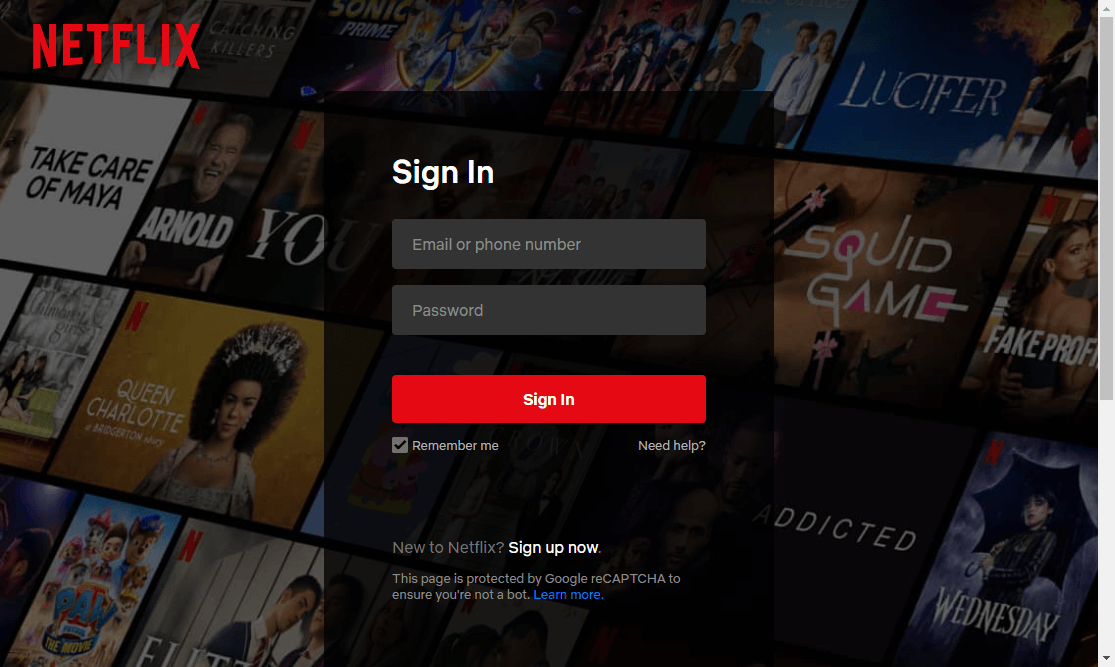 NETFLIX
CATCHING
KILLERS
SONIC
PRIME
LUCIFER
TAKE CARE
OF MAYA
ARNOLD
YOU
Sign In
Email or phone number
Password
SQUID
GAME
FAKE PROFI
QUEEN
CHARLOTTE
A BRIDGERTON story
Sign In
Remember me
Need help?
ADDICTED
New to Netflix? Sign up now.
This page is protected by Google reCAPTCHA to
ensure you're not a bot. Learn more.
PAW
THE MOVIE
ELITE
WEDNESDAY